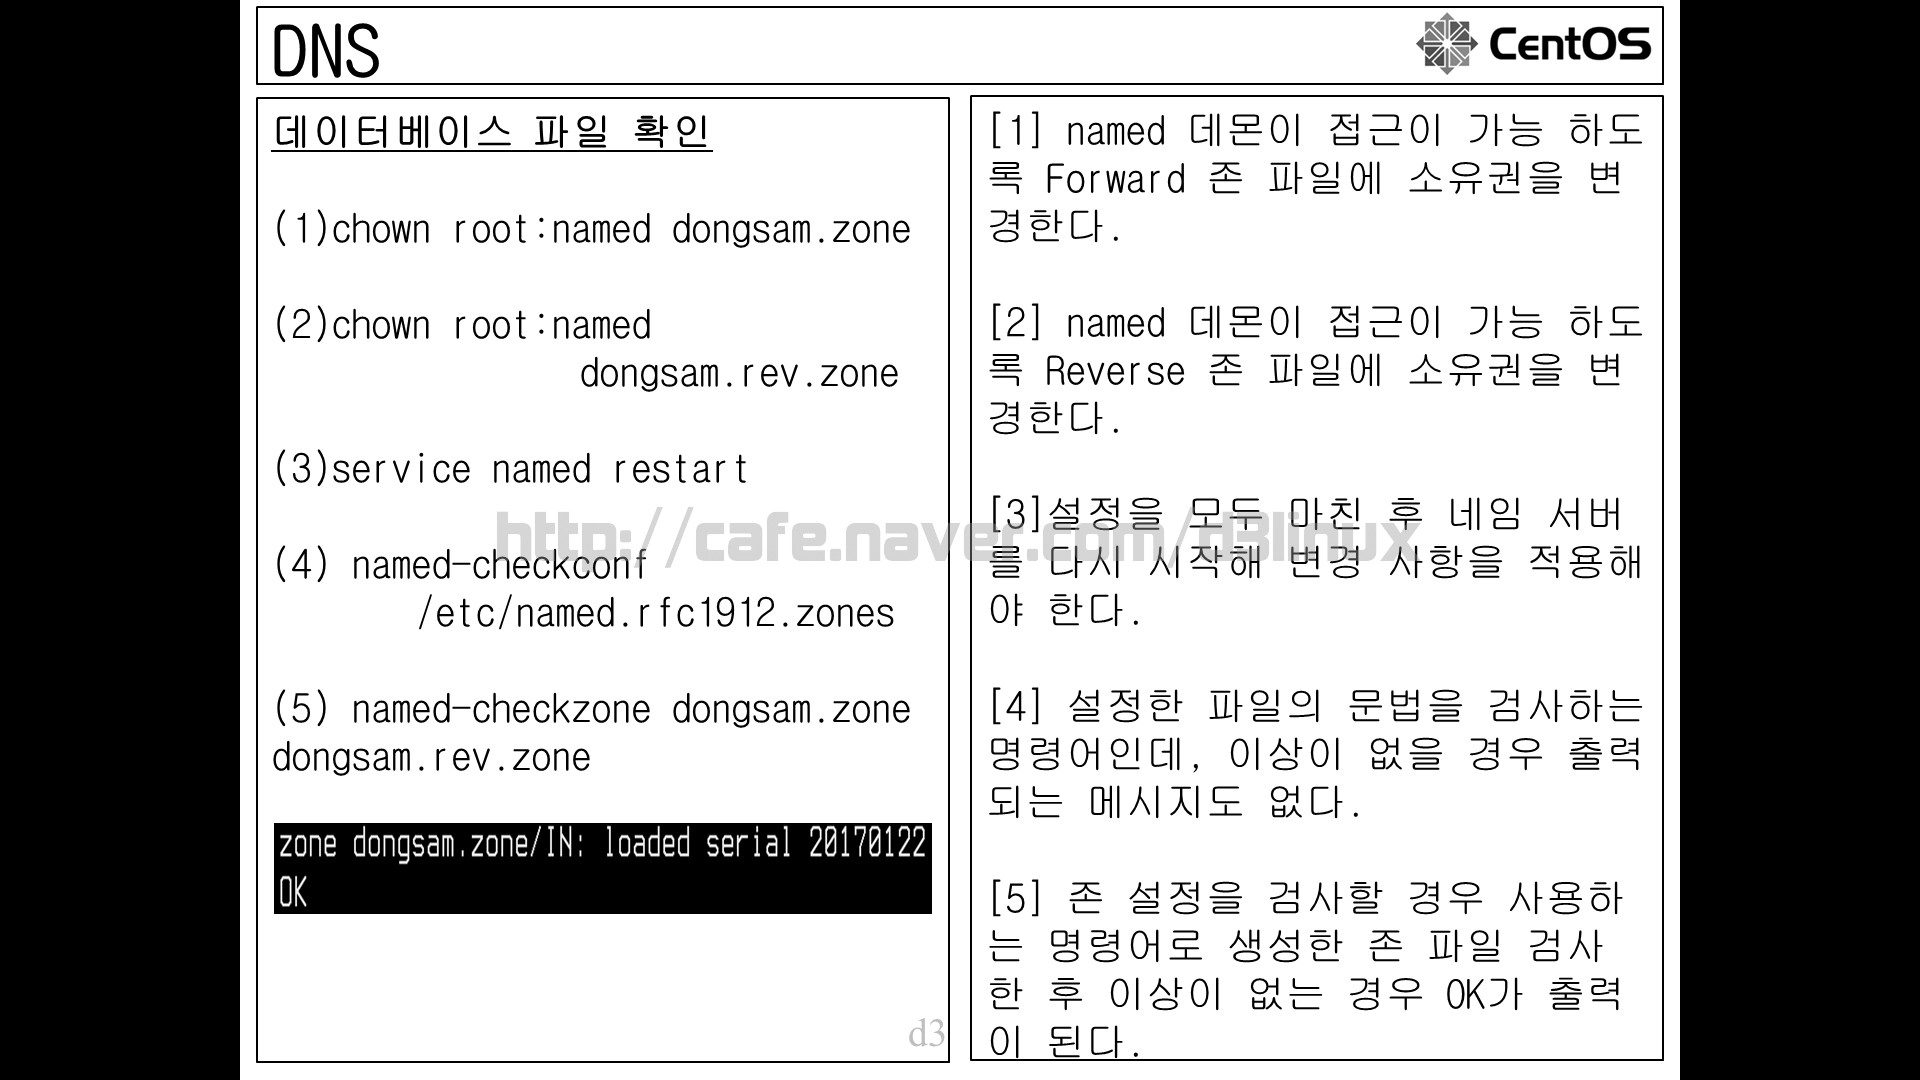 DNS
CentOS
데이터베이스 파일 확인
(1)chown root:named dongsam.zone
(2)chown root:named
dongsam.rev.zone
(3)service named restart
(4) named-checkconf
/etc/named.rfc1912.zones
(5) named-checkzone dongsam.zone
dongsam.rev.zone
zone dongsam.zone/IN: loaded serial 20170122
OK
d3
[1] named 데몬이 접근이 가능 하도
록 Forward 존 파일에 소유권을 변
경한다.
[2] named 데몬이 접근이 가능 하도
록 Reverse 존 파일에 소유권을 변
경한다.
[3]설정을 모두 마친 후 네임 서버
를 다시 시작해 변경 사항을 적용해
야 한다.
[4] 설정한 파일의 문법을 검사하는
명령어인데, 이상이 없을 경우 출력
되는 메시지도 없다.
[5] 존 설정을 검사할 경우 사용하
는 명령어로 생성한 존 파일 검사
한 후 이상이 없는 경우 OK가 출력
이 된다.
http://cafe.naver.com/d3linux